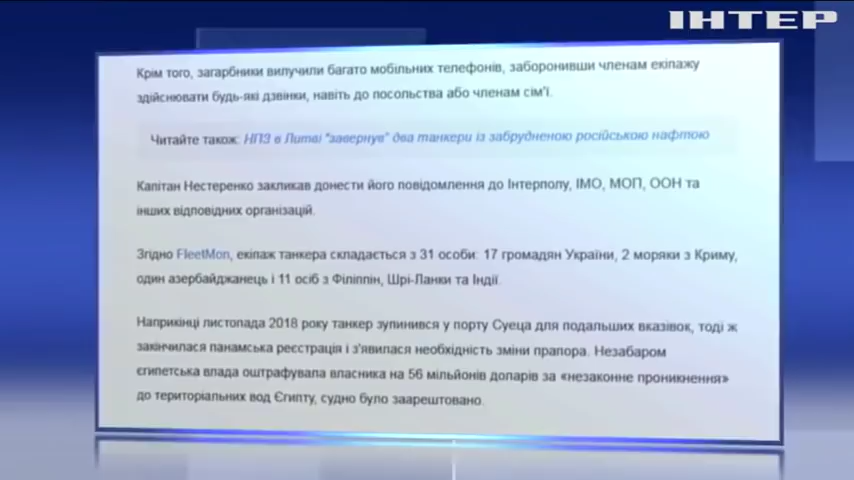 ІНТЕР
Крім того, загарбники вилучили багато мобільних телефонів, заборонивши членам екіпажу
здійснювати будь-які дзвінки, навіть до посольства або членам сім'ї.
Читайте також: НПЗ в Литві "завернув" два танкери із забрудненою російською нафтою
Капітан Нестеренко закликав донести його повідомлення до Інтерполу, ІМО, МОП, ООН та
інших відповідних організацій.
Згідно FleetMon, екіпаж танкера складається з 31 особи: 17 громадян України, 2 моряки з Криму,
один азербайджанець і 11 осіб з Філіппін, Шрі-Ланки та Індії.
Наприкінці листопада 2018 року танкер зупинився у порту Суеца для подальших вказівок, тоді ж
закінчилася панамська реєстрація і з'явилася необхідність зміни прапора. Незабаром
єгипетська влада оштрафувала власника на 56 мільйонів доларів за «незаконне проникнення»
до територіальних вод Єгипту, судно було заарештовано.